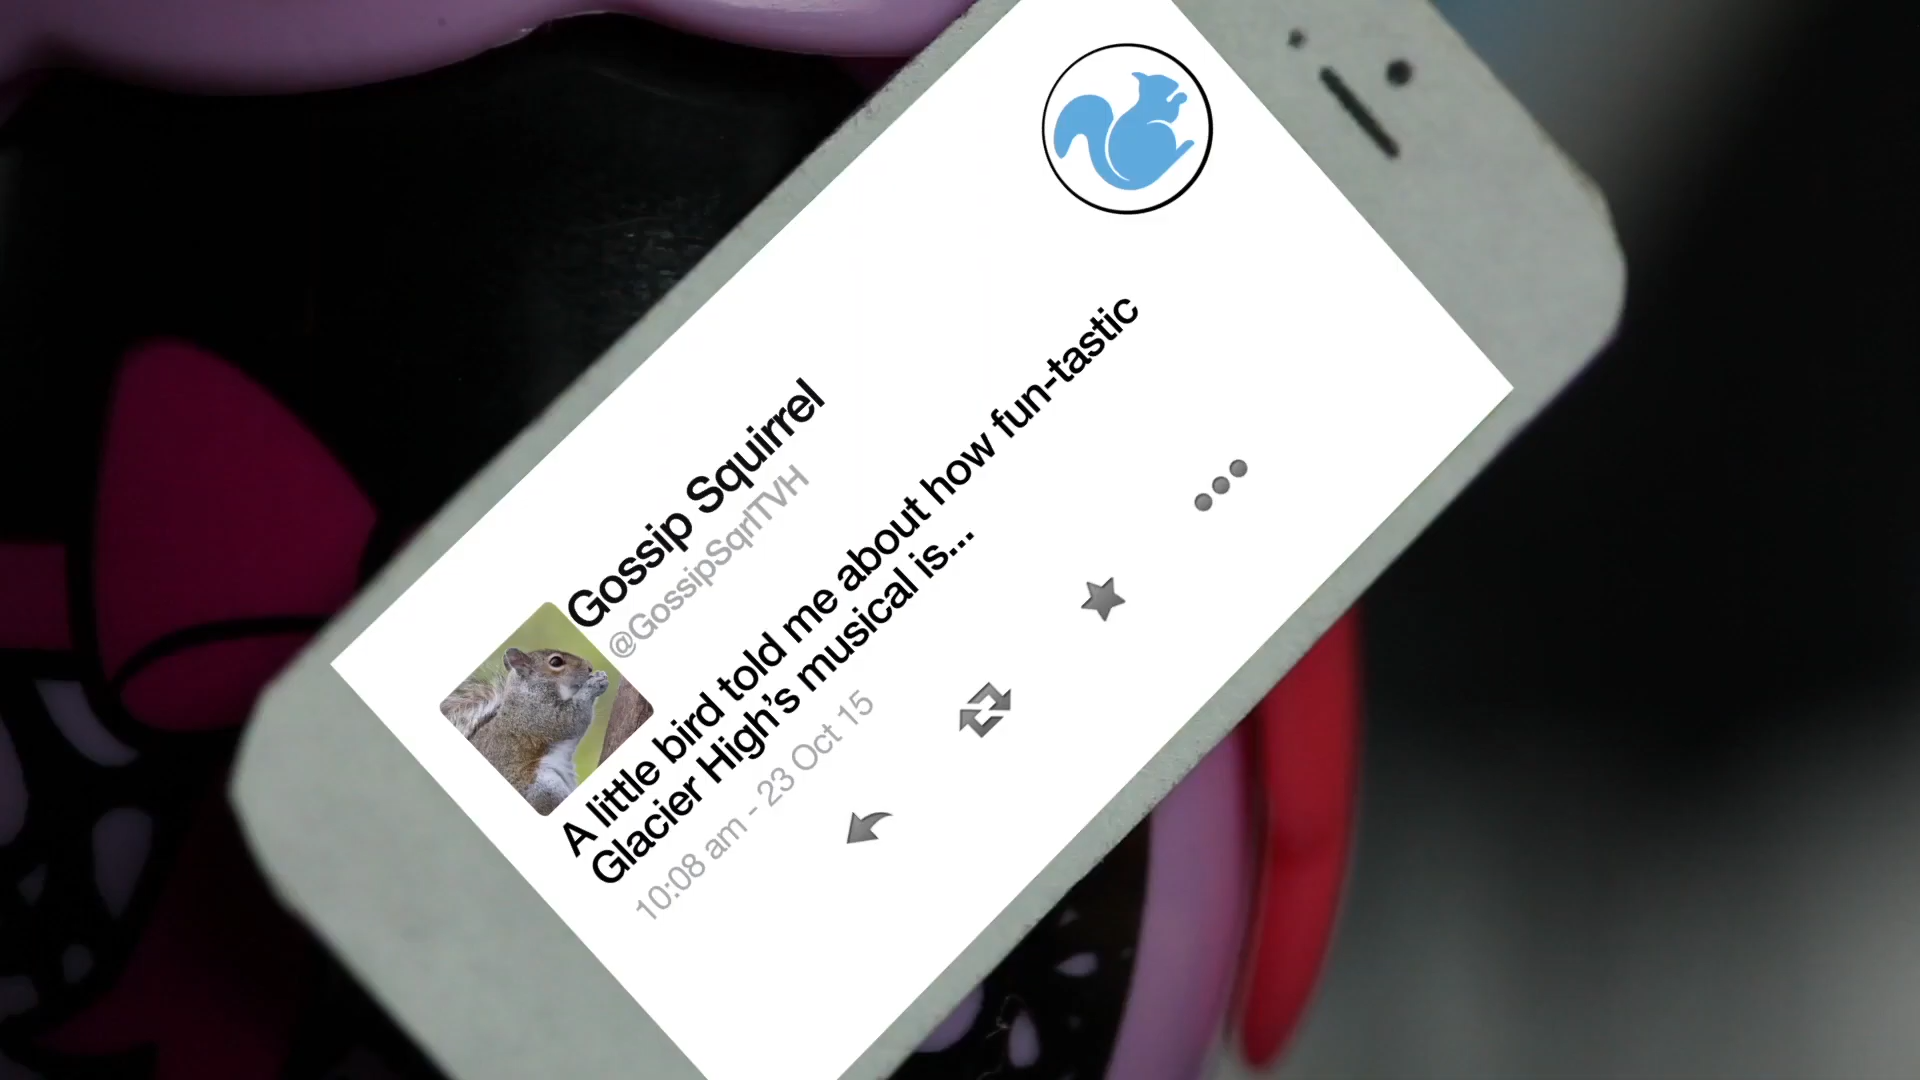 Gossip Squirrel
@GossipSqrlTVH
A little bird told me about how fun-tastic
Glacier High’s musical is...
10:08 am - 23 Oct 15